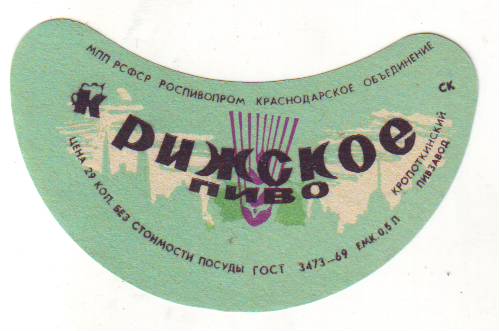 МПП РСФСР РОСПИВОПРОМ КРАСНОДАРСКОЕ ОБЪЕДИНЕНИЕ
К
СК
РИЖСКОЕ
ПИВО
КРОПОТКИНСКИЙ
ПИВЗАВОД
ЦЕНА 29 КОП. БЕЗ СТОИМОСТИ ПОСУДЫ ГОСТ 3473-69 ЕМК. 0,5 Л